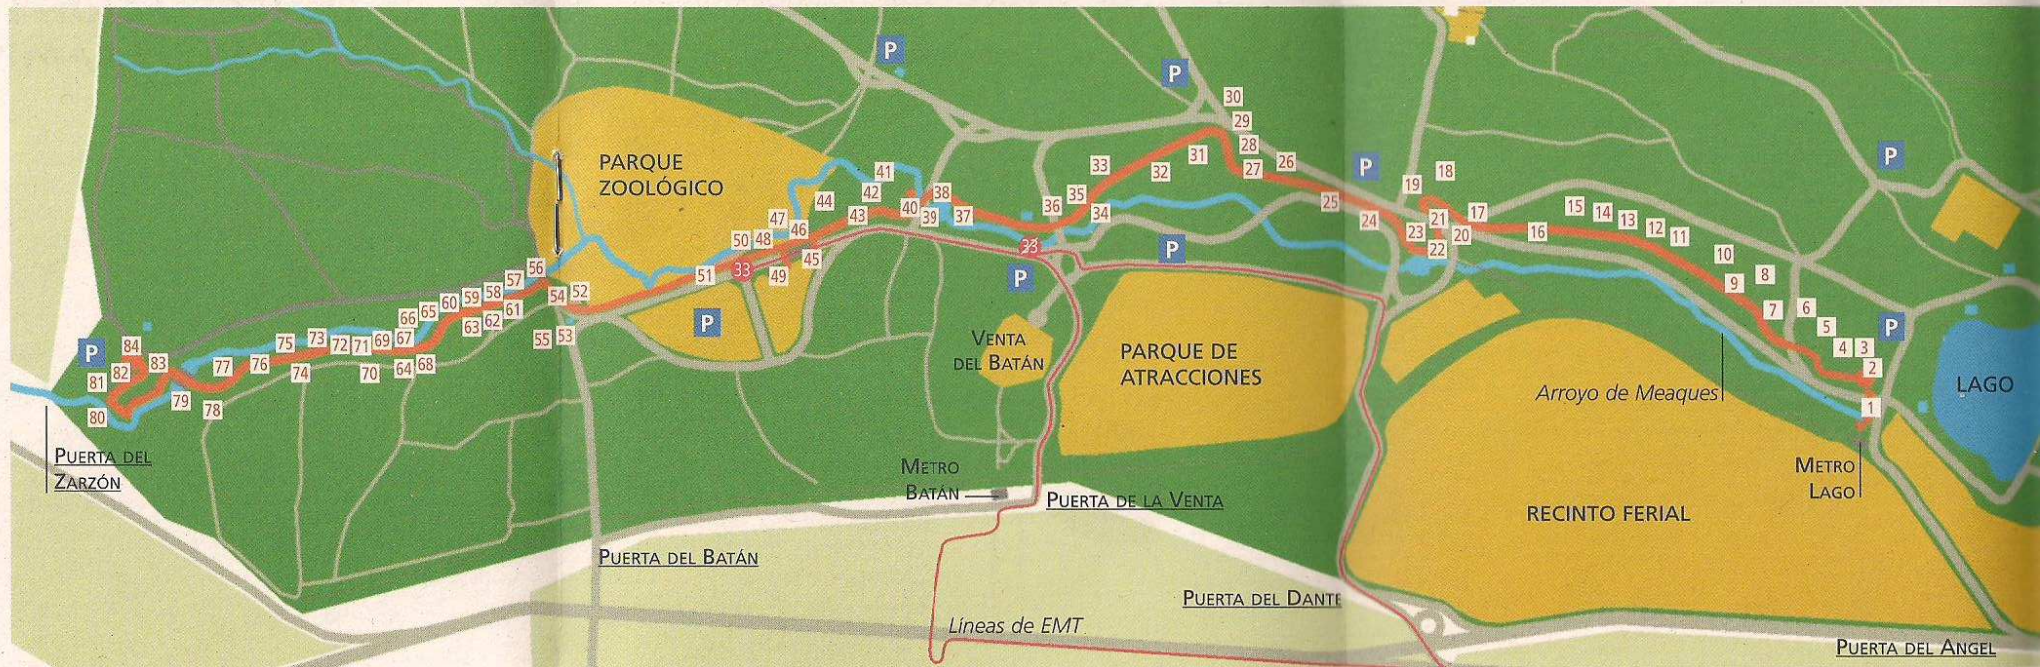 P
P
30
29
28
27
26
P
19
18
P
PARQUE
ZOOLÓGICO
41
42
44
43
40
38
39
37
33
35
36
34
32
31
25
24
21
23
22
20
17
16
15
14
13
12
11
10
9
8
7
6
5
4
3
2
1
P
47
46
50
48
45
49
51
33
33
P
P
56
57
58
59
60
54
52
61
62
63
65
66
67
55
53
P
68
64
69
70
71
72
73
74
75
76
77
78
79
83
84
82
81
80
P
VENTA
DEL BATÁN
PARQUE DE
ATRACCIONES
Arroyo de Meaques
LAGO
PUERTA DEL
ZARZÓN
METRO
BATÁN
PUERTA DE LA VENTA
METRO
LAGO
RECINTO FERIAL
PUERTA DEL BATÁN
PUERTA DEL DANTE
Líneas de EMT
PUERTA DEL ANGEL